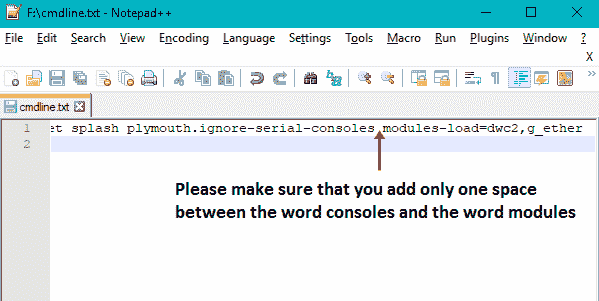 F:\cmdline.txt - Notepad++
File Edit Search View Encoding Language Settings Tools Macro Run Plugins Window ?
X
cmdline.txt
1 et splash plymouth.ignore-serial-consoles modules-load=dwc2,g_ether
2
Please make sure that you add only one space
between the word consoles and the word modules